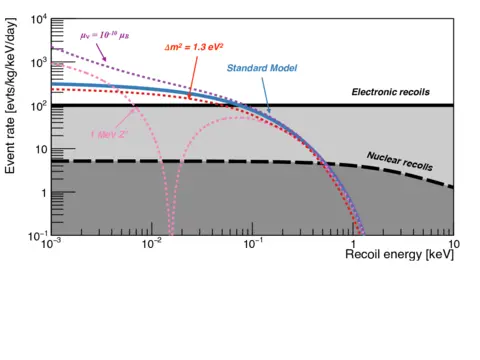 10⁴
μᵥ = 10⁻¹⁰ μ_B
Δm² = 1.3 eV²
10³
Standard Model
Electronic recoils
10²
1 MeV Z'
10
Nuclear recoils
1
10⁻¹
10⁻³ 10⁻² 10⁻¹ 1 10
Recoil energy [keV]
Event rate [evts/kg/keV/day]